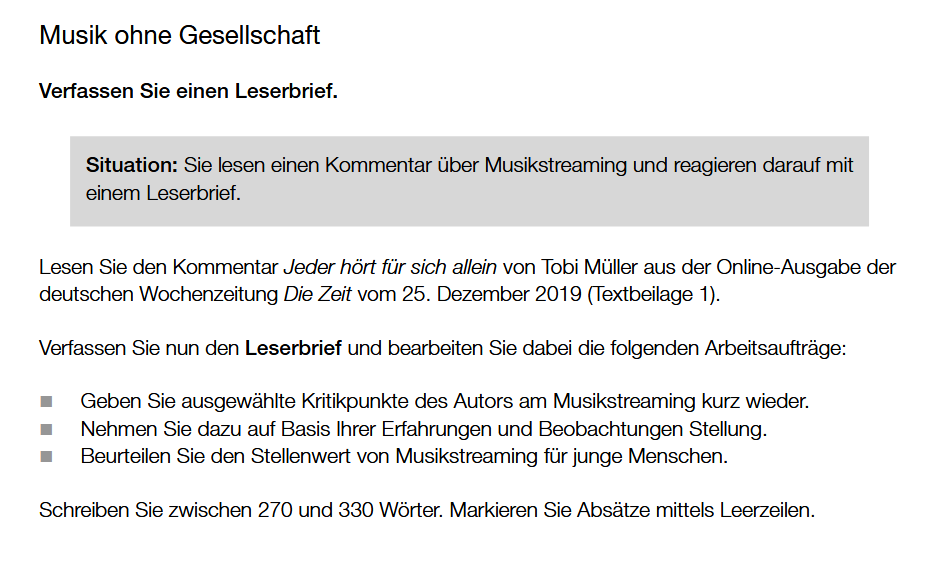 Musik ohne Gesellschaft
Verfassen Sie einen Leserbrief.
Situation: Sie lesen einen Kommentar über Musikstreaming und reagieren darauf mit
einem Leserbrief.
Lesen Sie den Kommentar Jeder hört für sich allein von Tobi Müller aus der Online-Ausgabe der
deutschen Wochenzeitung Die Zeit vom 25. Dezember 2019 (Textbeilage 1).
Verfassen Sie nun den Leserbrief und bearbeiten Sie dabei die folgenden Arbeitsaufträge:
■ Geben Sie ausgewählte Kritikpunkte des Autors am Musikstreaming kurz wieder.
■ Nehmen Sie dazu auf Basis Ihrer Erfahrungen und Beobachtungen Stellung.
■ Beurteilen Sie den Stellenwert von Musikstreaming für junge Menschen.
Schreiben Sie zwischen 270 und 330 Wörter. Markieren Sie Absätze mittels Leerzeilen.